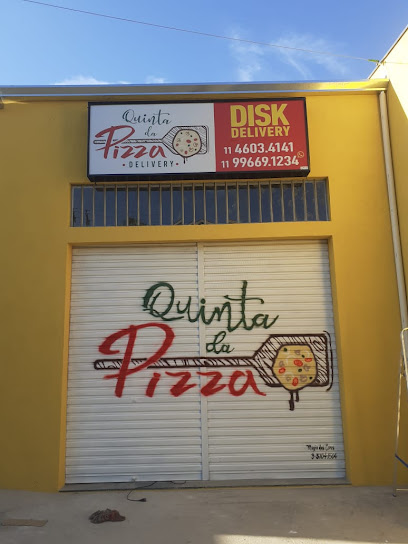 Quinta
da
Pizza
• DELIVERY •
DISK
DELIVERY
11 4603.4141
11 99669.1234
Quinta
da
Pizza